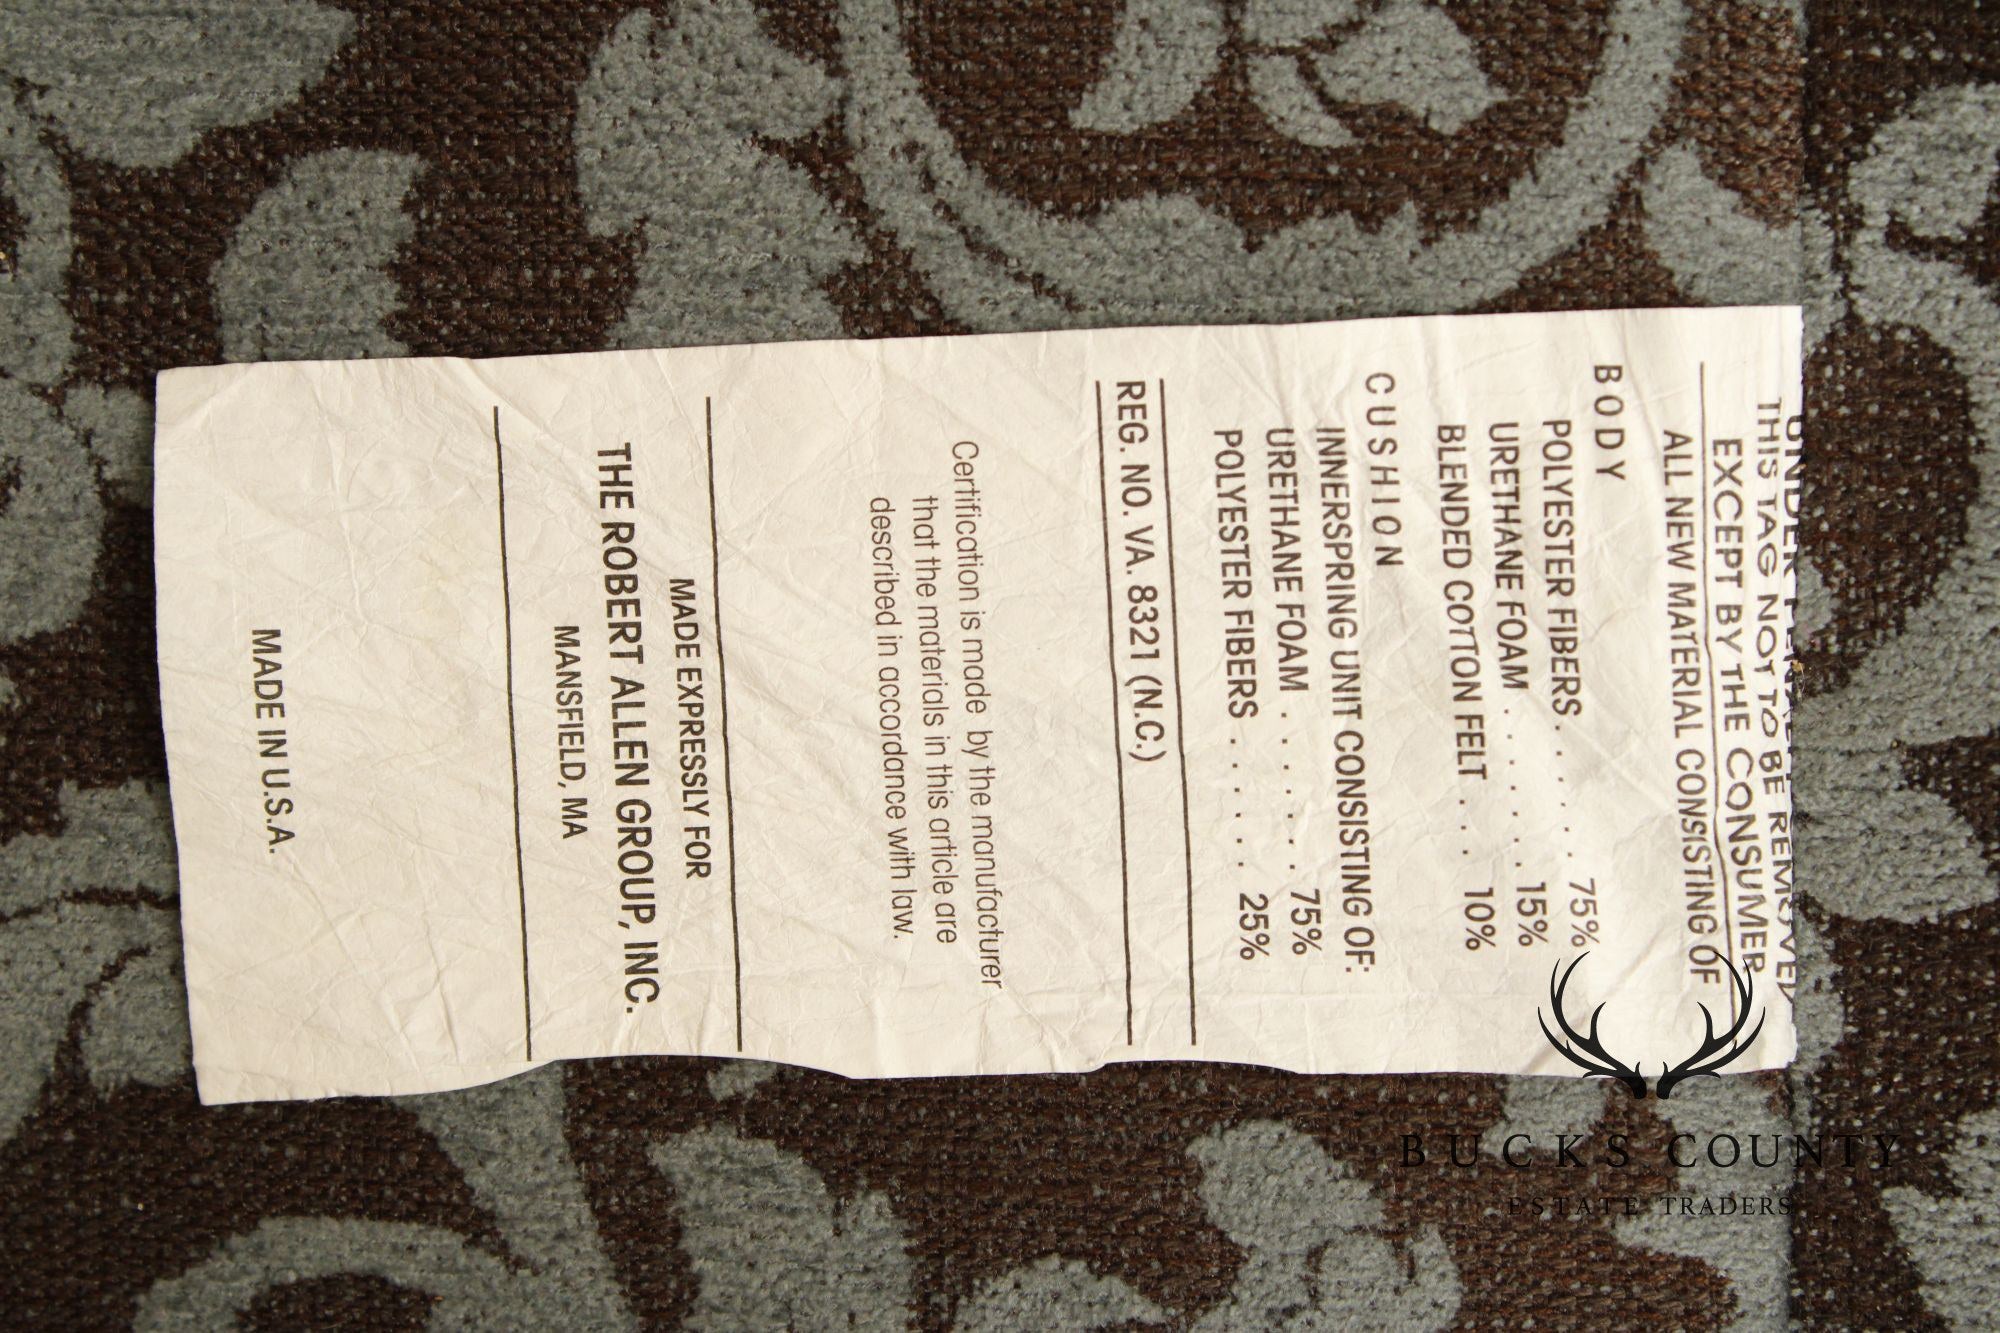 UNDER PENALTY
THIS TAG NOT TO BE REMOVED
EXCEPT BY THE CONSUMER
ALL NEW MATERIAL CONSISTING OF
BODY
POLYESTER FIBERS . . . . . . 75%
URETHANE FOAM . . . . . . . 15%
BLENDED COTTON FELT . . . 10%
CUSHION
INNERSPRING UNIT CONSISTING OF:
URETHANE FOAM . . . . . . . 75%
POLYESTER FIBERS . . . . . . 25%
REG. NO. VA. 8321 (N.C.)
Certification is made by the manufacturer
that the materials in this article are
described in accordance with law.
MADE EXPRESSLY FOR
THE ROBERT ALLEN GROUP, INC.
MANSFIELD, MA
MADE IN U.S.A.
BUCKS COUNTY
ESTATE TRADERS